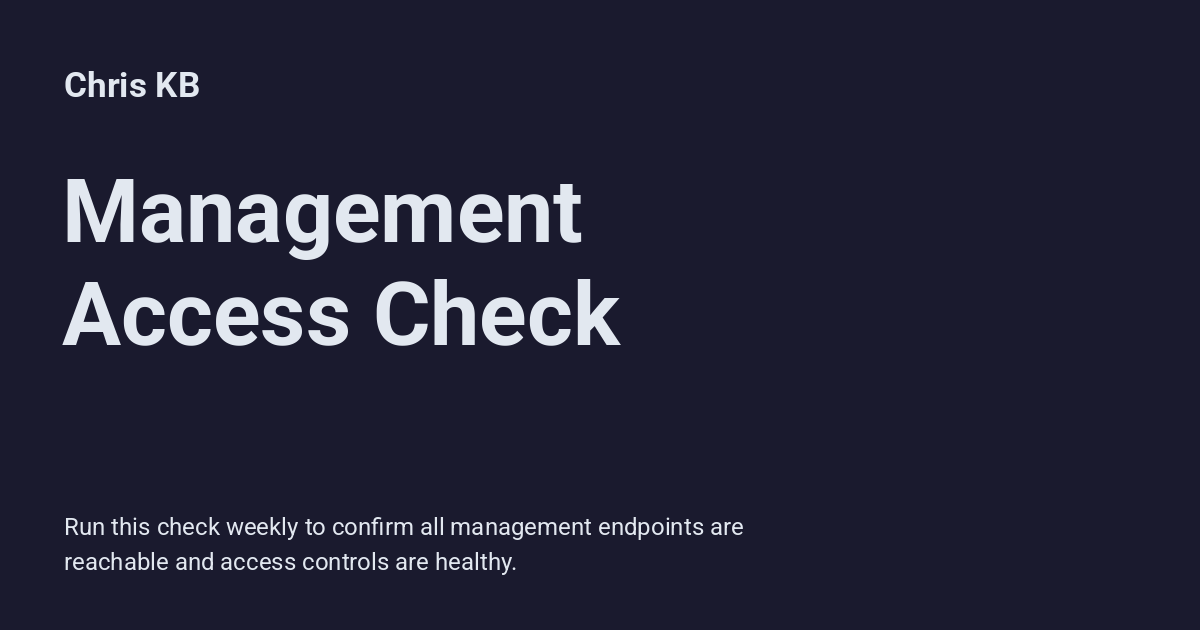 Chris KB
Management
Access Check
Run this check weekly to confirm all management endpoints are
reachable and access controls are healthy.